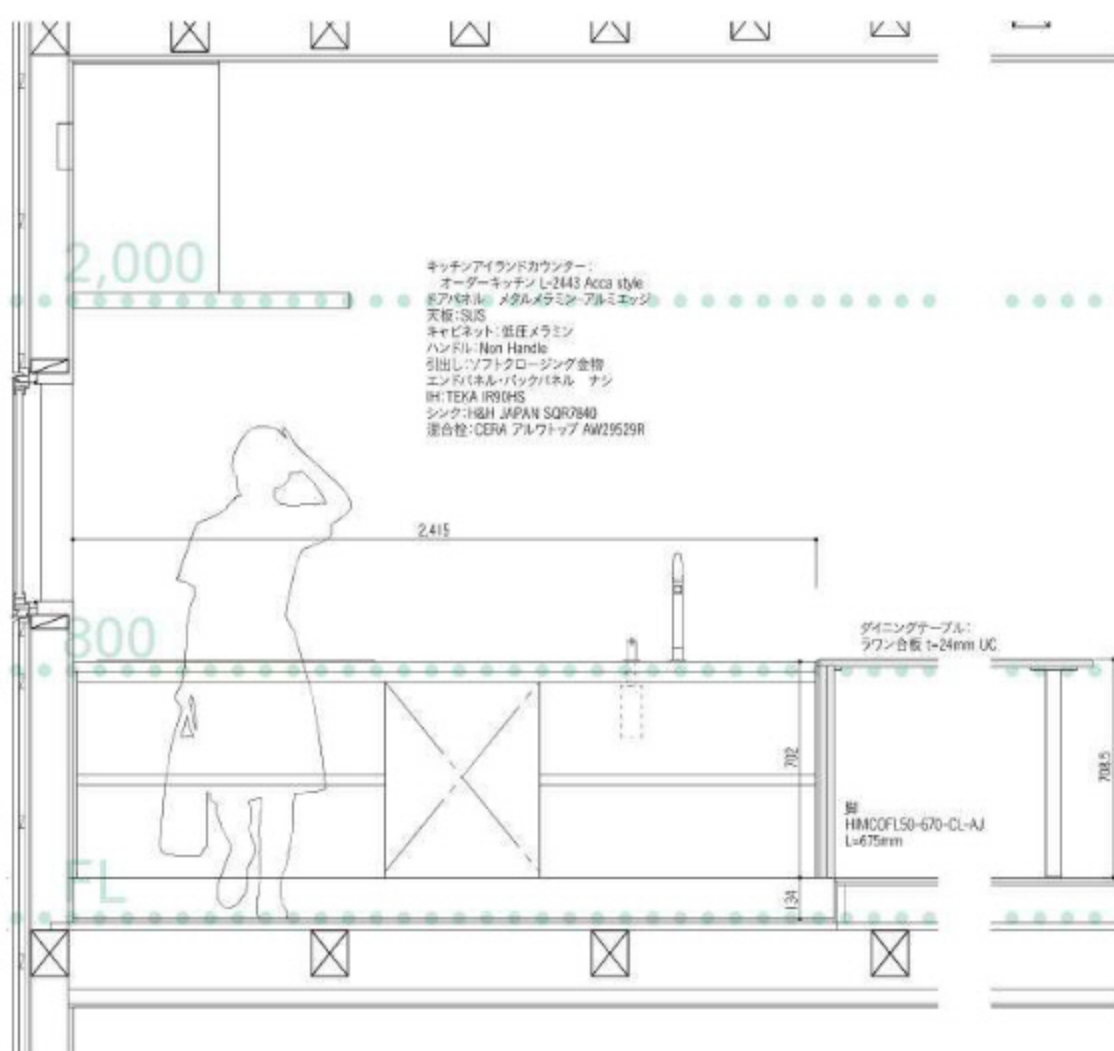 2,000
キッチンアイランドカウンター：
オーダーキッチン L-2443 Acca style
ドアパネル　メタルメラミン-アルミエッジ
天板：SUS
キャビネット：低圧メラミン
ハンドル：Non Handle
引出し：ソフトクロージング金物
エンドパネル・バックパネル　ナシ
IH：TEKA IR90HS
シンク：H&H JAPAN SQR7840
混合栓：CERA アルワトップ AW29529R
2,415
800
ダイニングテーブル：
ラワン合板 t=24mm UC
702
708.5
脚
HIMCOFL50-670-CL-AJ
L=675mm
FL
134